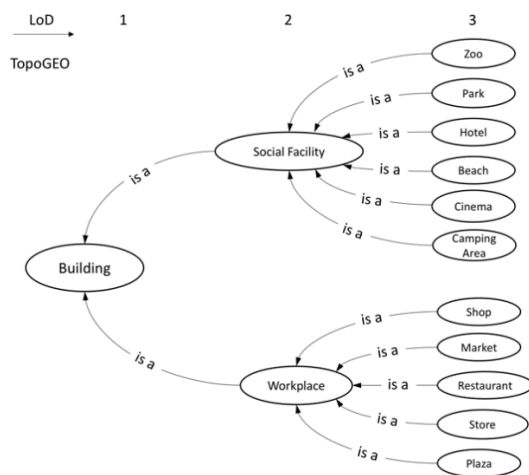 LoD 1 2 3
TopoGEO
Zoo
is a
Park
is a
Hotel
is a
Social Facility
Beach
is a
Cinema
is a
Camping
Area
is a
is a
Building
is a
Shop
is a
Market
is a
Restaurant
is a
Workplace
Store
is a
Plaza
is a